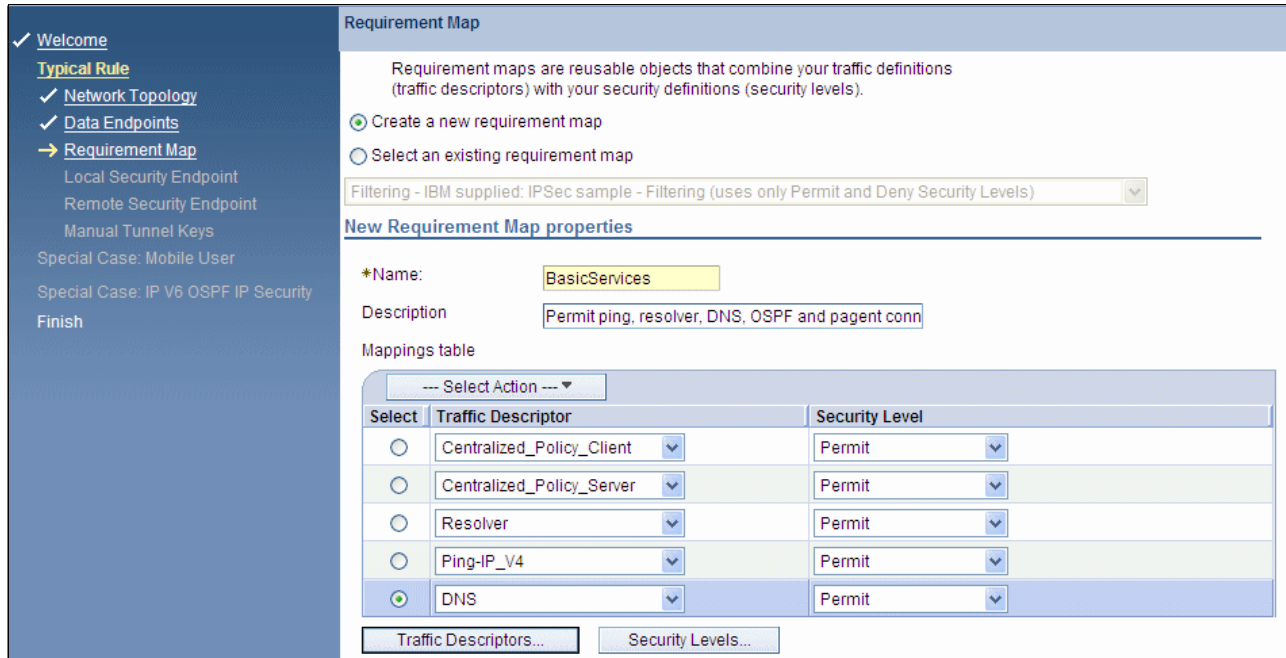 Welcome
Typical Rule
Network Topology
Data Endpoints
Requirement Map
Local Security Endpoint
Remote Security Endpoint
Manual Tunnel Keys
Special Case: Mobile User
Special Case: IP V6 OSPF IP Security
Finish
Requirement Map
Requirement maps are reusable objects that combine your traffic definitions
(traffic descriptors) with your security definitions (security levels).
Create a new requirement map
Select an existing requirement map
Filtering - IBM supplied: IPSec sample - Filtering (uses only Permit and Deny Security Levels)
New Requirement Map properties
*Name: BasicServices
Description Permit ping, resolver, DNS, OSPF and pagent conn
Mappings table
--- Select Action ---
Select Traffic Descriptor Security Level
Centralized_Policy_Client Permit
Centralized_Policy_Server Permit
Resolver Permit
Ping-IP_V4 Permit
DNS Permit
Traffic Descriptors... Security Levels...